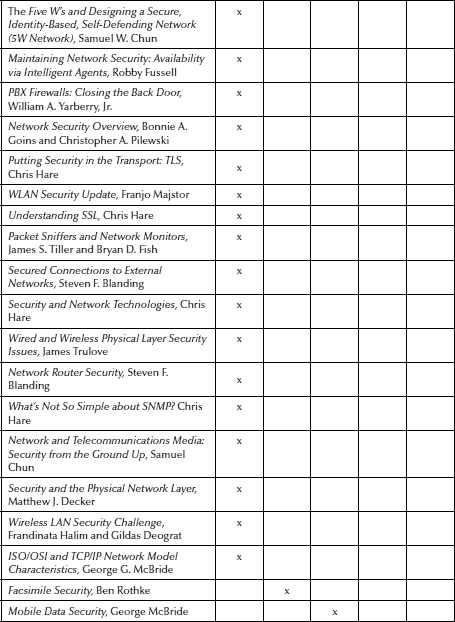 The Five W's and Designing a Secure, x
Identity-Based, Self-Defending Network
(5W Network), Samuel W. Chun
Maintaining Network Security: Availability x
via Intelligent Agents, Robby Fussell
PBX Firewalls: Closing the Back Door, x
William A. Yarberry, Jr.
Network Security Overview, Bonnie A. x
Goins and Christopher A. Pilewski
Putting Security in the Transport: TLS, x
Chris Hare
WLAN Security Update, Franjo Majstor x
Understanding SSL, Chris Hare x
Packet Sniffers and Network Monitors, x
James S. Tiller and Bryan D. Fish
Secured Connections to External x
Networks, Steven F. Blanding
Security and Network Technologies, Chris x
Hare
Wired and Wireless Physical Layer Security x
Issues, James Trulove
Network Router Security, Steven F. x
Blanding
What's Not So Simple about SNMP? Chris x
Hare
Network and Telecommunications Media: x
Security from the Ground Up, Samuel
Chun
Security and the Physical Network Layer, x
Matthew J. Decker
Wireless LAN Security Challenge, x
Frandinata Halim and Gildas Deograt
ISO/OSI and TCP/IP Network Model x
Characteristics, George G. McBride
Facsimile Security, Ben Rothke x
Mobile Data Security, George McBride x